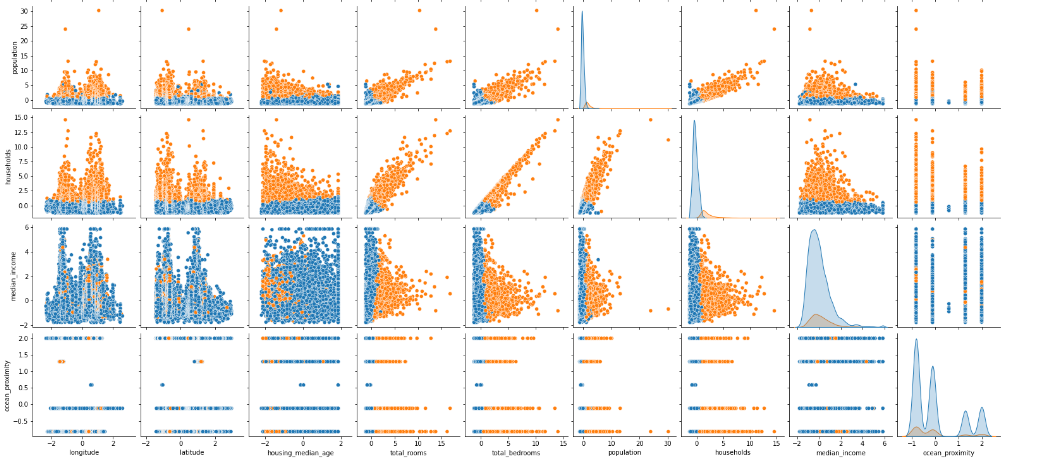 30
25
20
15
10
5
0
population
15.0
12.5
10.0
7.5
5.0
2.5
0.0
households
6
4
2
0
−2
median_income
2.0
1.5
1.0
0.5
0.0
−0.5
ocean_proximity
−2 0 2
−2 0 2
−2 0 2
0 5 10 15
0 5 10 15
0 10 20 30
0 5 10 15
−2 0 2 4 6
−1 0 1 2
longitude latitude housing_median_age total_rooms total_bedrooms population households median_income ocean_proximity